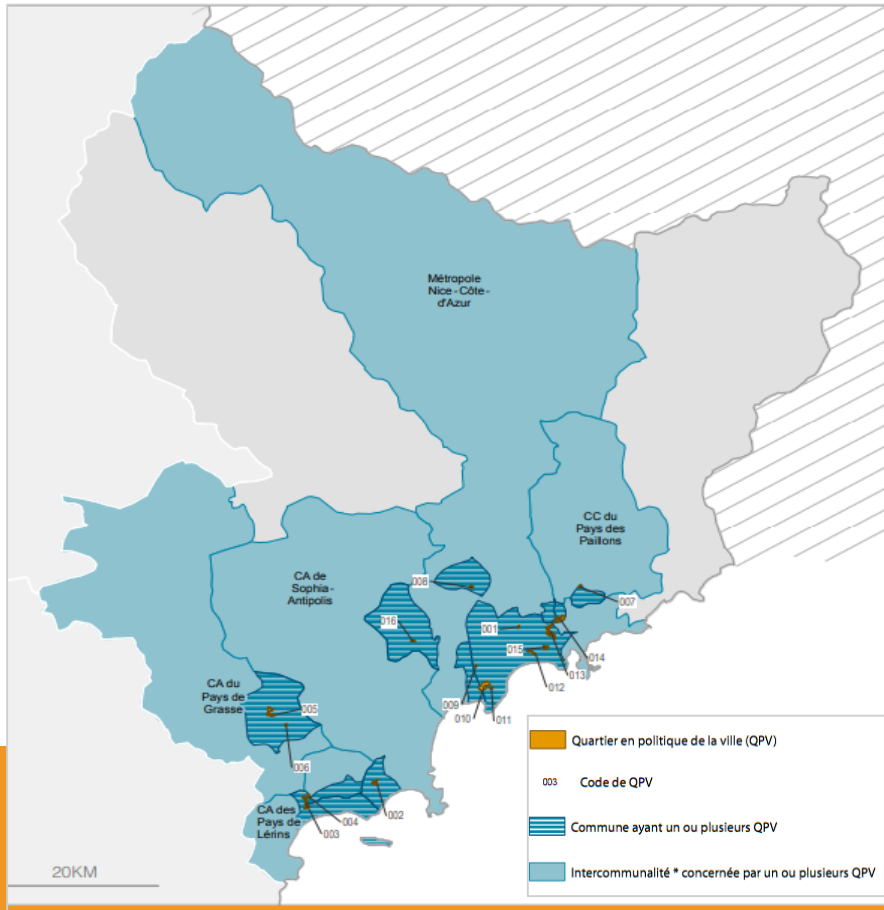 Métropole
Nice-Côte-
d'Azur
CC du
Pays des
Paillons
CA de
Sophia-
Antipolis
008
007
016
001
015
014
013
012
009
010
011
CA du
Pays de
Grasse
005
006
CA des
Pays de
Lérins
004
003
002
Quartier en politique de la ville (QPV)
003 Code de QPV
Commune ayant un ou plusieurs QPV
Intercommunalité * concernée par un ou plusieurs QPV
20KM